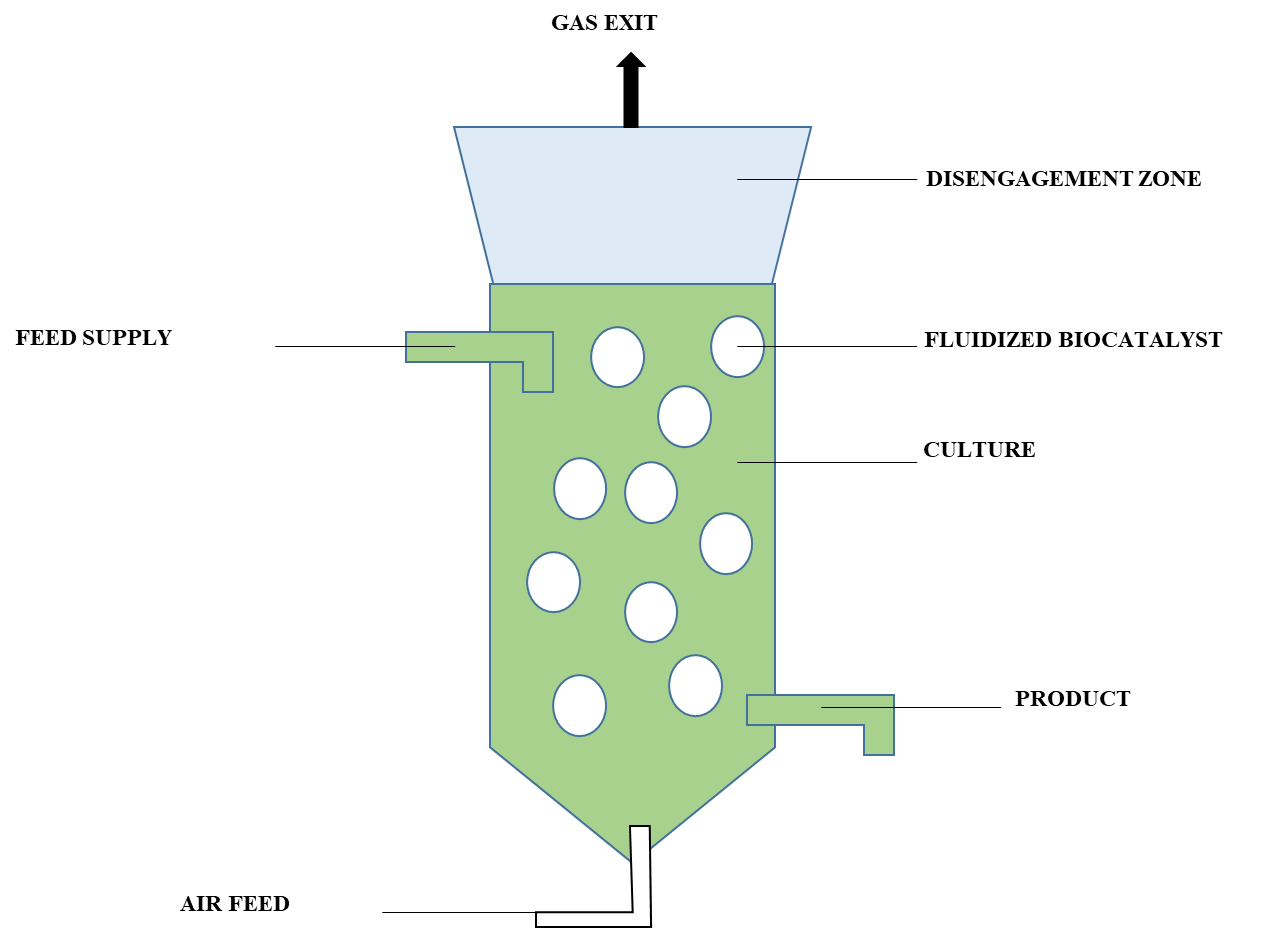 GAS EXIT
DISENGAGEMENT ZONE
FEED SUPPLY
FLUIDIZED BIOCATALYST
CULTURE
PRODUCT
AIR FEED